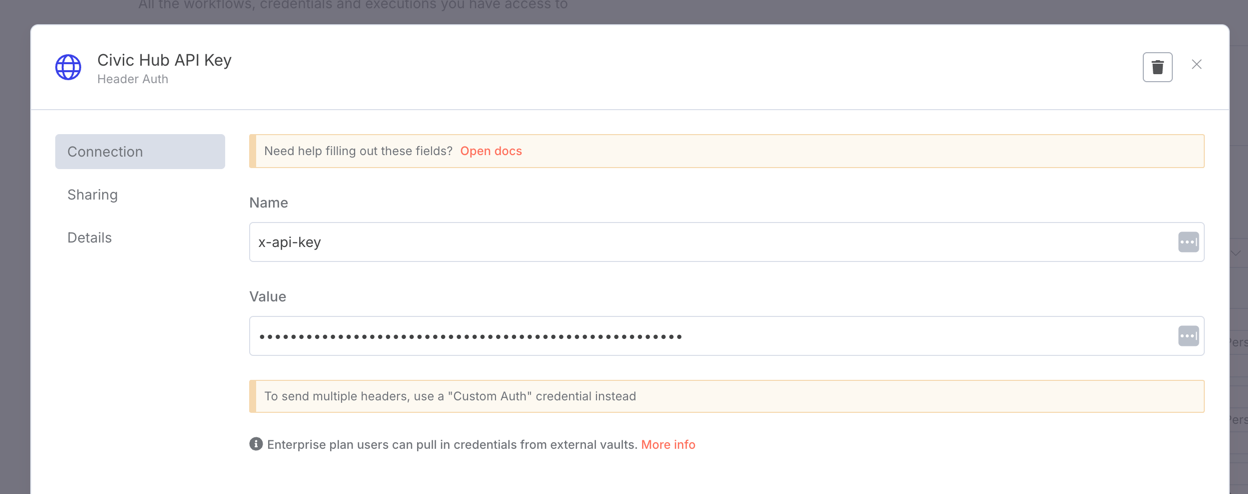 All the workflows, credentials and executions you have access to
Civic Hub API Key
Header Auth
Connection
Sharing
Details
Need help filling out these fields? Open docs
Name
x-api-key
Value
••••••••••••••••••••••••••••••••••••••••••••••••••••••
To send multiple headers, use a "Custom Auth" credential instead
Enterprise plan users can pull in credentials from external vaults. More info